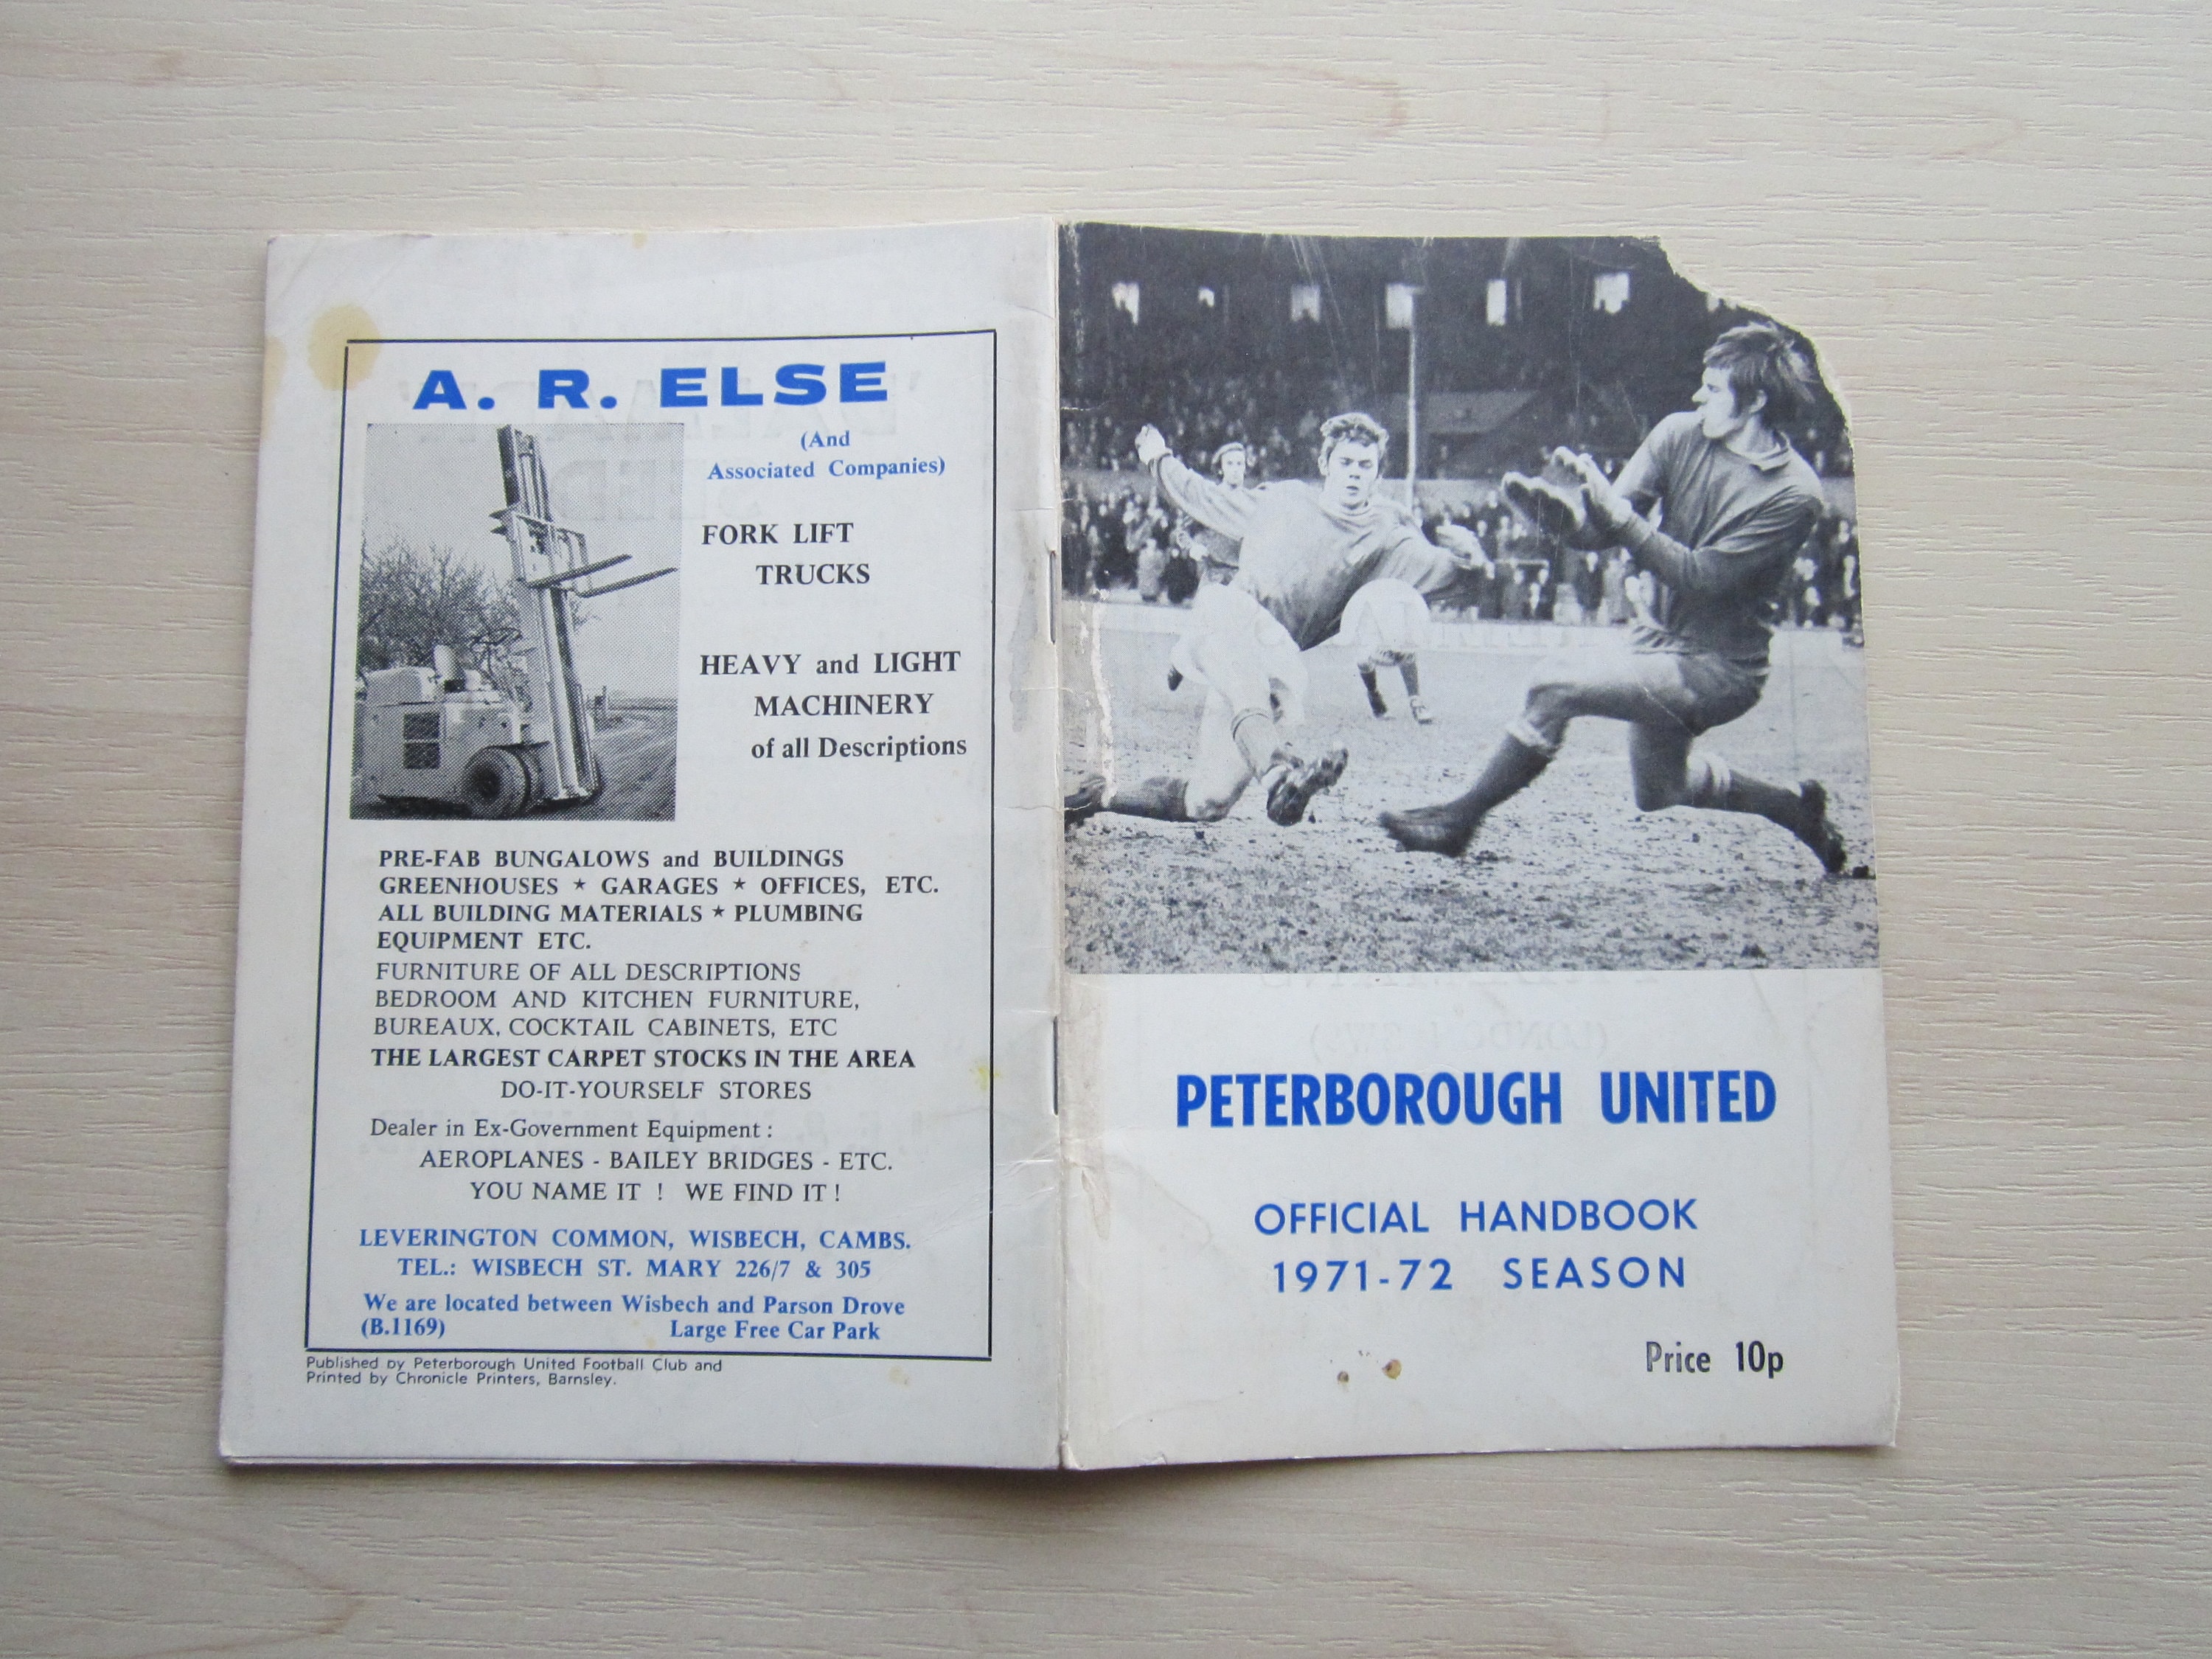 A. R. ELSE
(And
Associated Companies)
FORK LIFT
TRUCKS
HEAVY and LIGHT
MACHINERY
of all Descriptions
PRE-FAB BUNGALOWS and BUILDINGS
GREENHOUSES ★ GARAGES ★ OFFICES, ETC.
ALL BUILDING MATERIALS ★ PLUMBING
EQUIPMENT ETC.
FURNITURE OF ALL DESCRIPTIONS
BEDROOM AND KITCHEN FURNITURE,
BUREAUX, COCKTAIL CABINETS, ETC
THE LARGEST CARPET STOCKS IN THE AREA
DO-IT-YOURSELF STORES
Dealer in Ex-Government Equipment :
AEROPLANES - BAILEY BRIDGES - ETC.
YOU NAME IT ! WE FIND IT !
LEVERINGTON COMMON, WISBECH, CAMBS.
TEL.: WISBECH ST. MARY 226/7 & 305
We are located between Wisbech and Parson Drove
(B.1169) Large Free Car Park
Published by Peterborough United Football Club and
Printed by Chronicle Printers, Barnsley.
PETERBOROUGH UNITED
OFFICIAL HANDBOOK
1971-72 SEASON
Price 10p